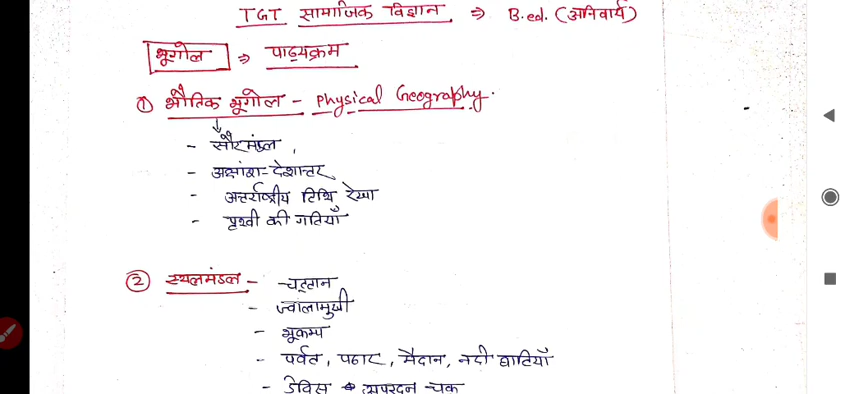 TGT सामाजिक विज्ञान ⇒ B.ed. (अनिवार्य)
भूगोल ⇒ पाठ्यक्रम
① भौतिक भूगोल - Physical Geography.
- सौरमंडल,
- अक्षांश-देशान्तर
- अन्तर्राष्ट्रीय तिथि रेखा
- पृथ्वी की गतियाँ
② स्थलमंडल - - चट्टान
- ज्वालामुखी
- भूकम्प
- पर्वत, पठार, मैदान, नदी घाटियाँ
- डेविस अपरदन चक्र